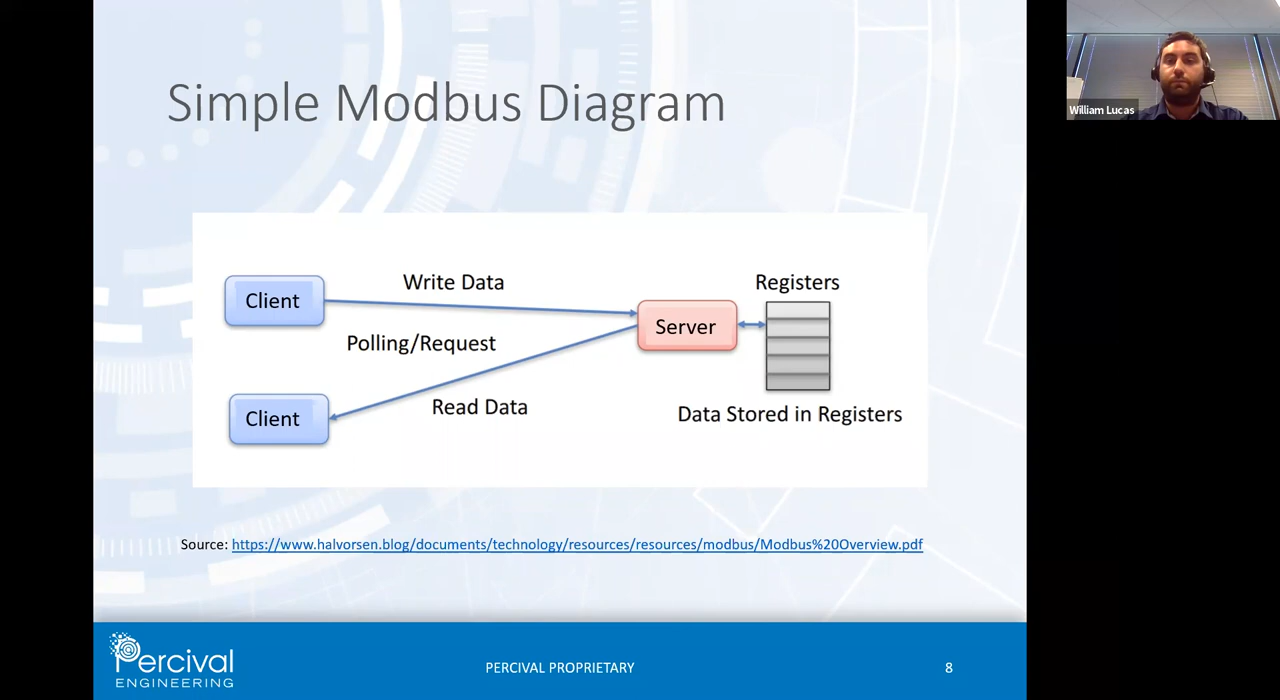 Simple Modbus Diagram
William Lucas
Write Data
Registers
Client
Server
Polling/Request
Client
Read Data
Data Stored in Registers
Source: https://www.halvorsen.blog/documents/technology/resources/resources/modbus/Modbus%20Overview.pdf
Percival
ENGINEERING
PERCIVAL PROPRIETARY
8